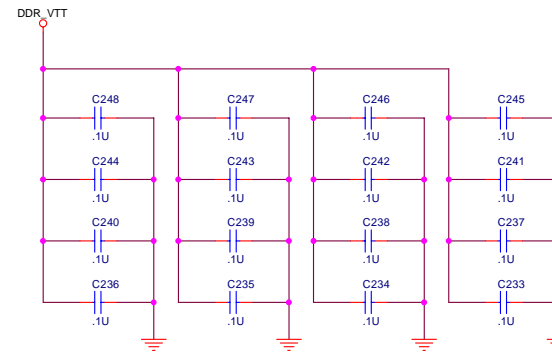 DDR_VTT
C248 C247 C246 C245
.1U .1U .1U .1U
C244 C243 C242 C241
.1U .1U .1U .1U
C240 C239 C238 C237
.1U .1U .1U .1U
C236 C235 C234 C233
.1U .1U .1U .1U